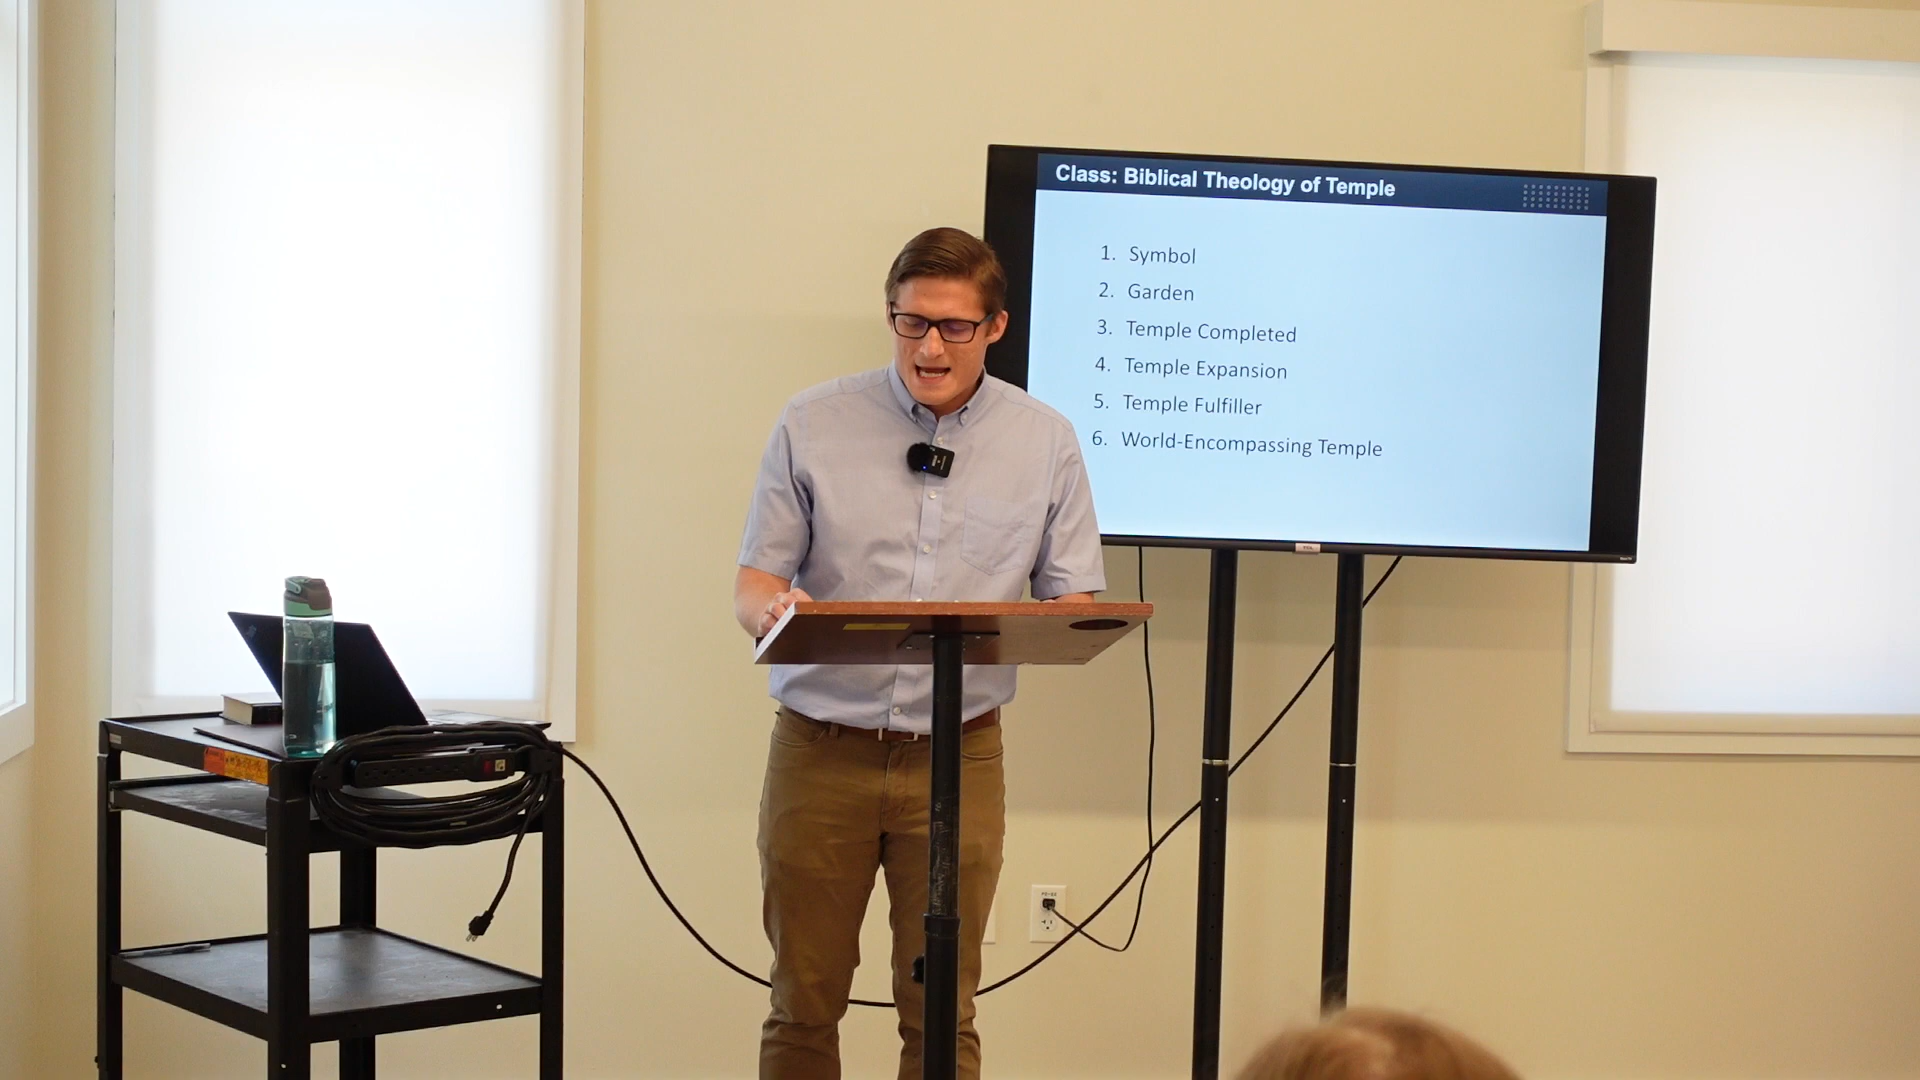 Class: Biblical Theology of Temple
1. Symbol
2. Garden
3. Temple Completed
4. Temple Expansion
5. Temple Fulfiller
6. World-Encompassing Temple
TCL